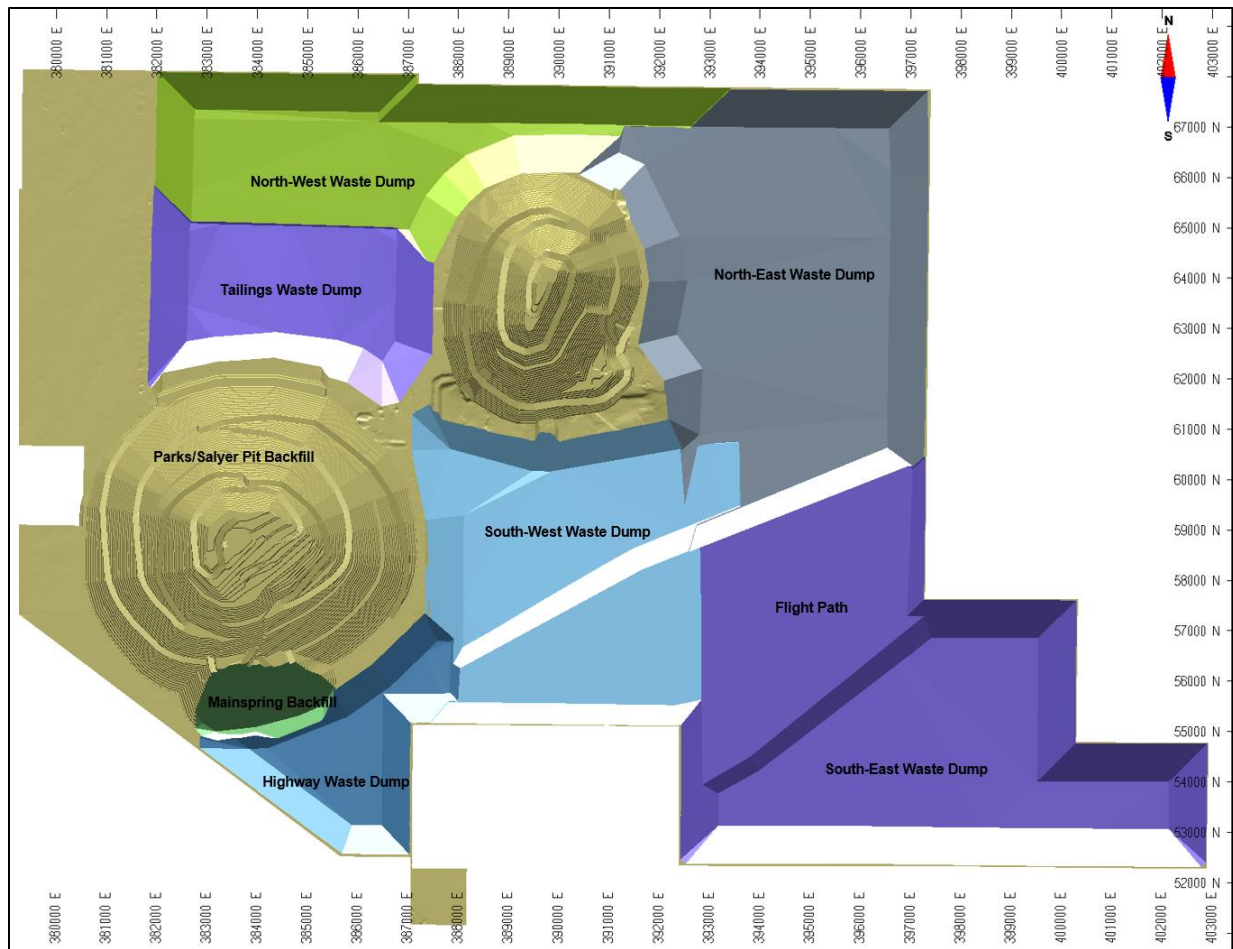 380000 E
381000 E
382000 E
383000 E
384000 E
385000 E
386000 E
387000 E
388000 E
389000 E
390000 E
391000 E
392000 E
393000 E
394000 E
395000 E
396000 E
397000 E
398000 E
399000 E
400000 E
401000 E
402000 E
403000 E
N
S
67000 N
North-West Waste Dump
66000 N
65000 N
Tailings Waste Dump
North-East Waste Dump
64000 N
63000 N
62000 N
61000 N
Parks/Salyer Pit Backfill
60000 N
South-West Waste Dump
59000 N
58000 N
Flight Path
57000 N
56000 N
Mainspring Backfill
55000 N
Highway Waste Dump
South-East Waste Dump
54000 N
53000 N
52000 N
380000 E
381000 E
382000 E
383000 E
384000 E
385000 E
386000 E
387000 E
388000 E
389000 E
390000 E
391000 E
392000 E
393000 E
394000 E
395000 E
396000 E
397000 E
398000 E
399000 E
400000 E
401000 E
402000 E
403000 E